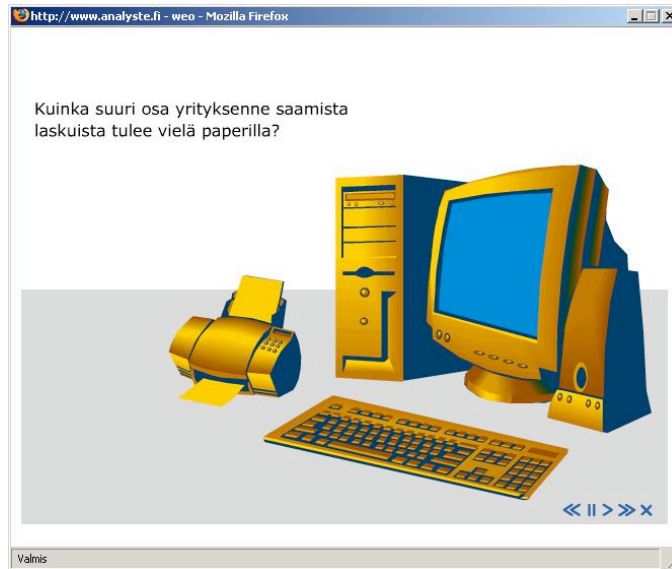 http://www.analyste.fi - weo - Mozilla Firefox
Kuinka suuri osa yrityksenne saamista
laskuista tulee vielä paperilla?
Valmis